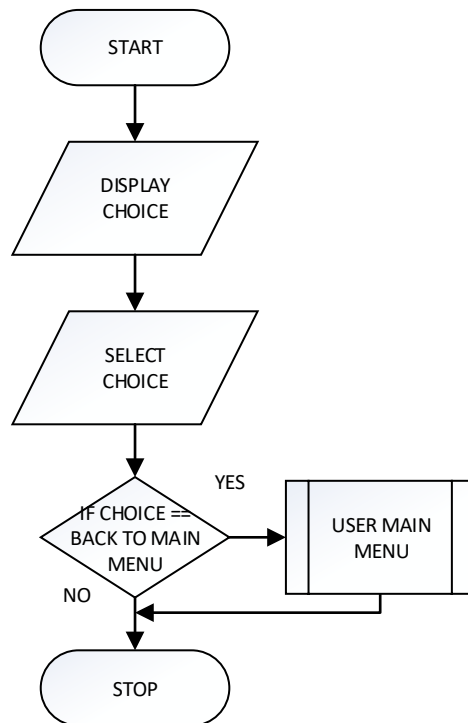 START
DISPLAY
CHOICE
SELECT
CHOICE
YES
IF CHOICE ==
BACK TO MAIN
MENU
USER MAIN
MENU
NO
STOP